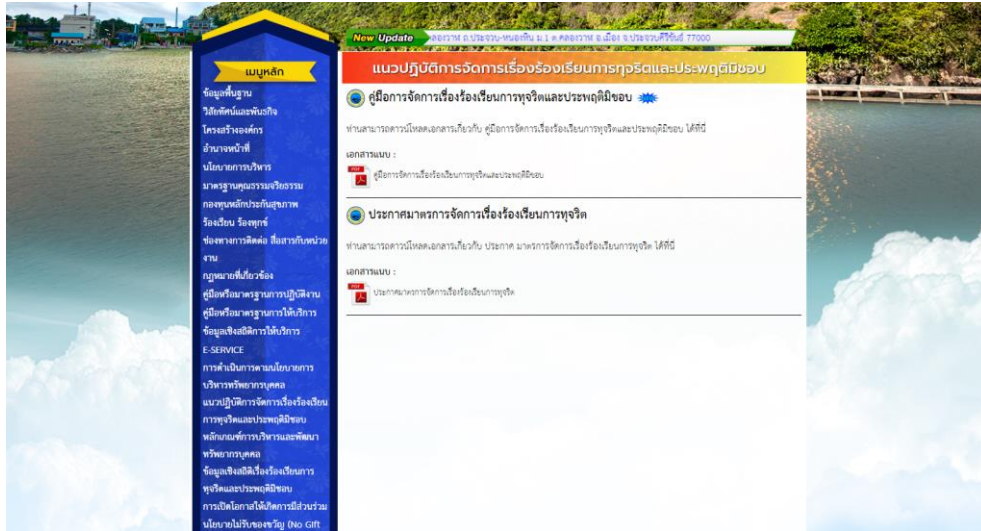 New Update
คลองวาฬ ถ.ประจวบ-หนองหิน ม.1 ต.คลองวาฬ อ.เมือง จ.ประจวบคีรีขันธ์ 77000
เมนูหลัก
ข้อมูลพื้นฐาน
วิสัยทัศน์และพันธกิจ
โครงสร้างองค์กร
อำนาจหน้าที่
นโยบายการบริหาร
มาตรฐานคุณธรรมจริยธรรม
กองทุนหลักประกันสุขภาพ
ร้องเรียน ร้องทุกข์
ช่องทางการติดต่อ สื่อสารกับหน่วย
งาน
กฎหมายที่เกี่ยวข้อง
คู่มือหรือมาตรฐานการปฏิบัติงาน
คู่มือหรือมาตรฐานการให้บริการ
ข้อมูลเชิงสถิติการให้บริการ
E-SERVICE
การดำเนินการตามนโยบายการ
บริหารทรัพยากรบุคคล
แนวปฏิบัติการจัดการเรื่องร้องเรียน
การทุจริตและประพฤติมิชอบ
หลักเกณฑ์การบริหารและพัฒนา
ทรัพยากรบุคคล
ข้อมูลเชิงสถิติเรื่องร้องเรียนการ
ทุจริตและประพฤติมิชอบ
การเปิดโอกาสให้เกิดการมีส่วนร่วม
นโยบายไม่รับของขวัญ (No Gift
แนวปฏิบัติการจัดการเรื่องร้องเรียนการทุจริตและประพฤติมิชอบ
คู่มือการจัดการเรื่องร้องเรียนการทุจริตและประพฤติมิชอบ
ท่านสามารถดาวน์โหลดเอกสารเกี่ยวกับ คู่มือการจัดการเรื่องร้องเรียนการทุจริตและประพฤติมิชอบ ได้ที่นี่
เอกสารแนบ :
PDF คู่มือการจัดการเรื่องร้องเรียนการทุจริตและประพฤติมิชอบ
ประกาศมาตรการจัดการเรื่องร้องเรียนการทุจริต
ท่านสามารถดาวน์โหลดเอกสารเกี่ยวกับ ประกาศ มาตรการจัดการเรื่องร้องเรียนการทุจริต ได้ที่นี่
เอกสารแนบ :
PDF ประกาศมาตรการจัดการเรื่องร้องเรียนการทุจริต